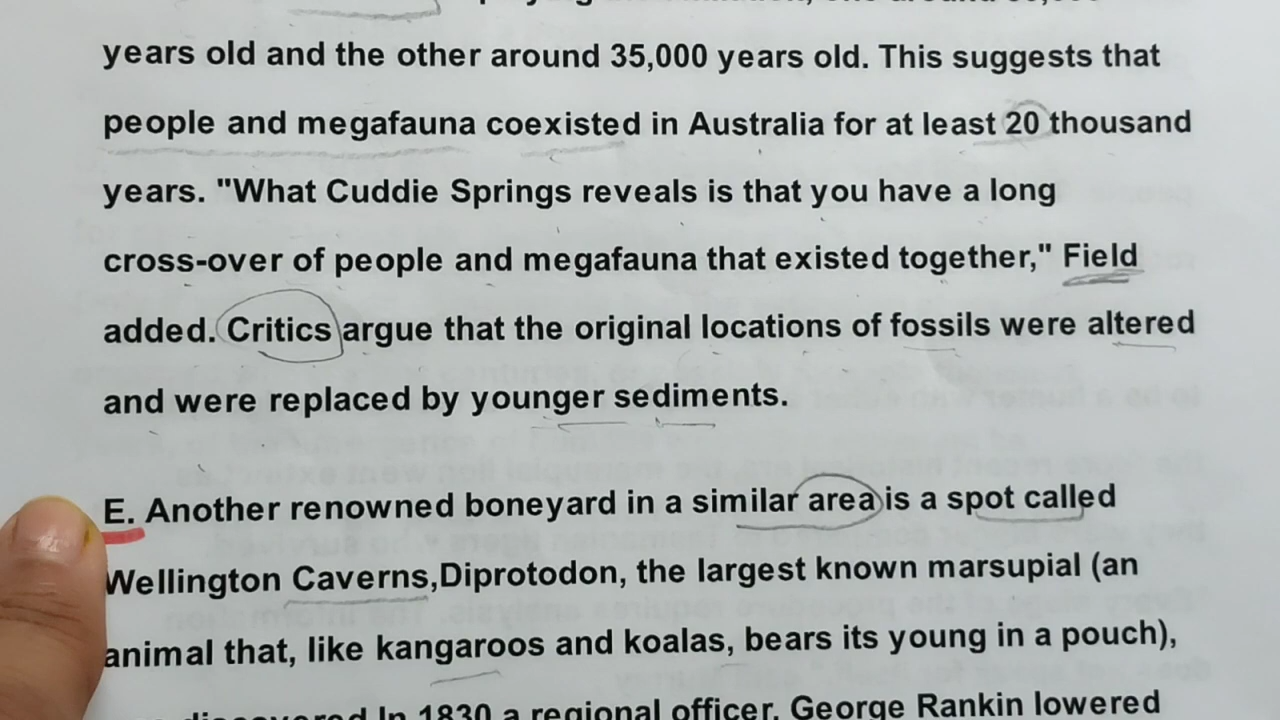 years old and the other around 35,000 years old. This suggests that
people and megafauna coexisted in Australia for at least 20 thousand
years. "What Cuddie Springs reveals is that you have a long
cross-over of people and megafauna that existed together," Field
added. Critics argue that the original locations of fossils were altered
and were replaced by younger sediments.
E. Another renowned boneyard in a similar area is a spot called
Wellington Caverns,Diprotodon, the largest known marsupial (an
animal that, like kangaroos and koalas, bears its young in a pouch),
discovered In 1830 a regional officer, George Rankin lowered